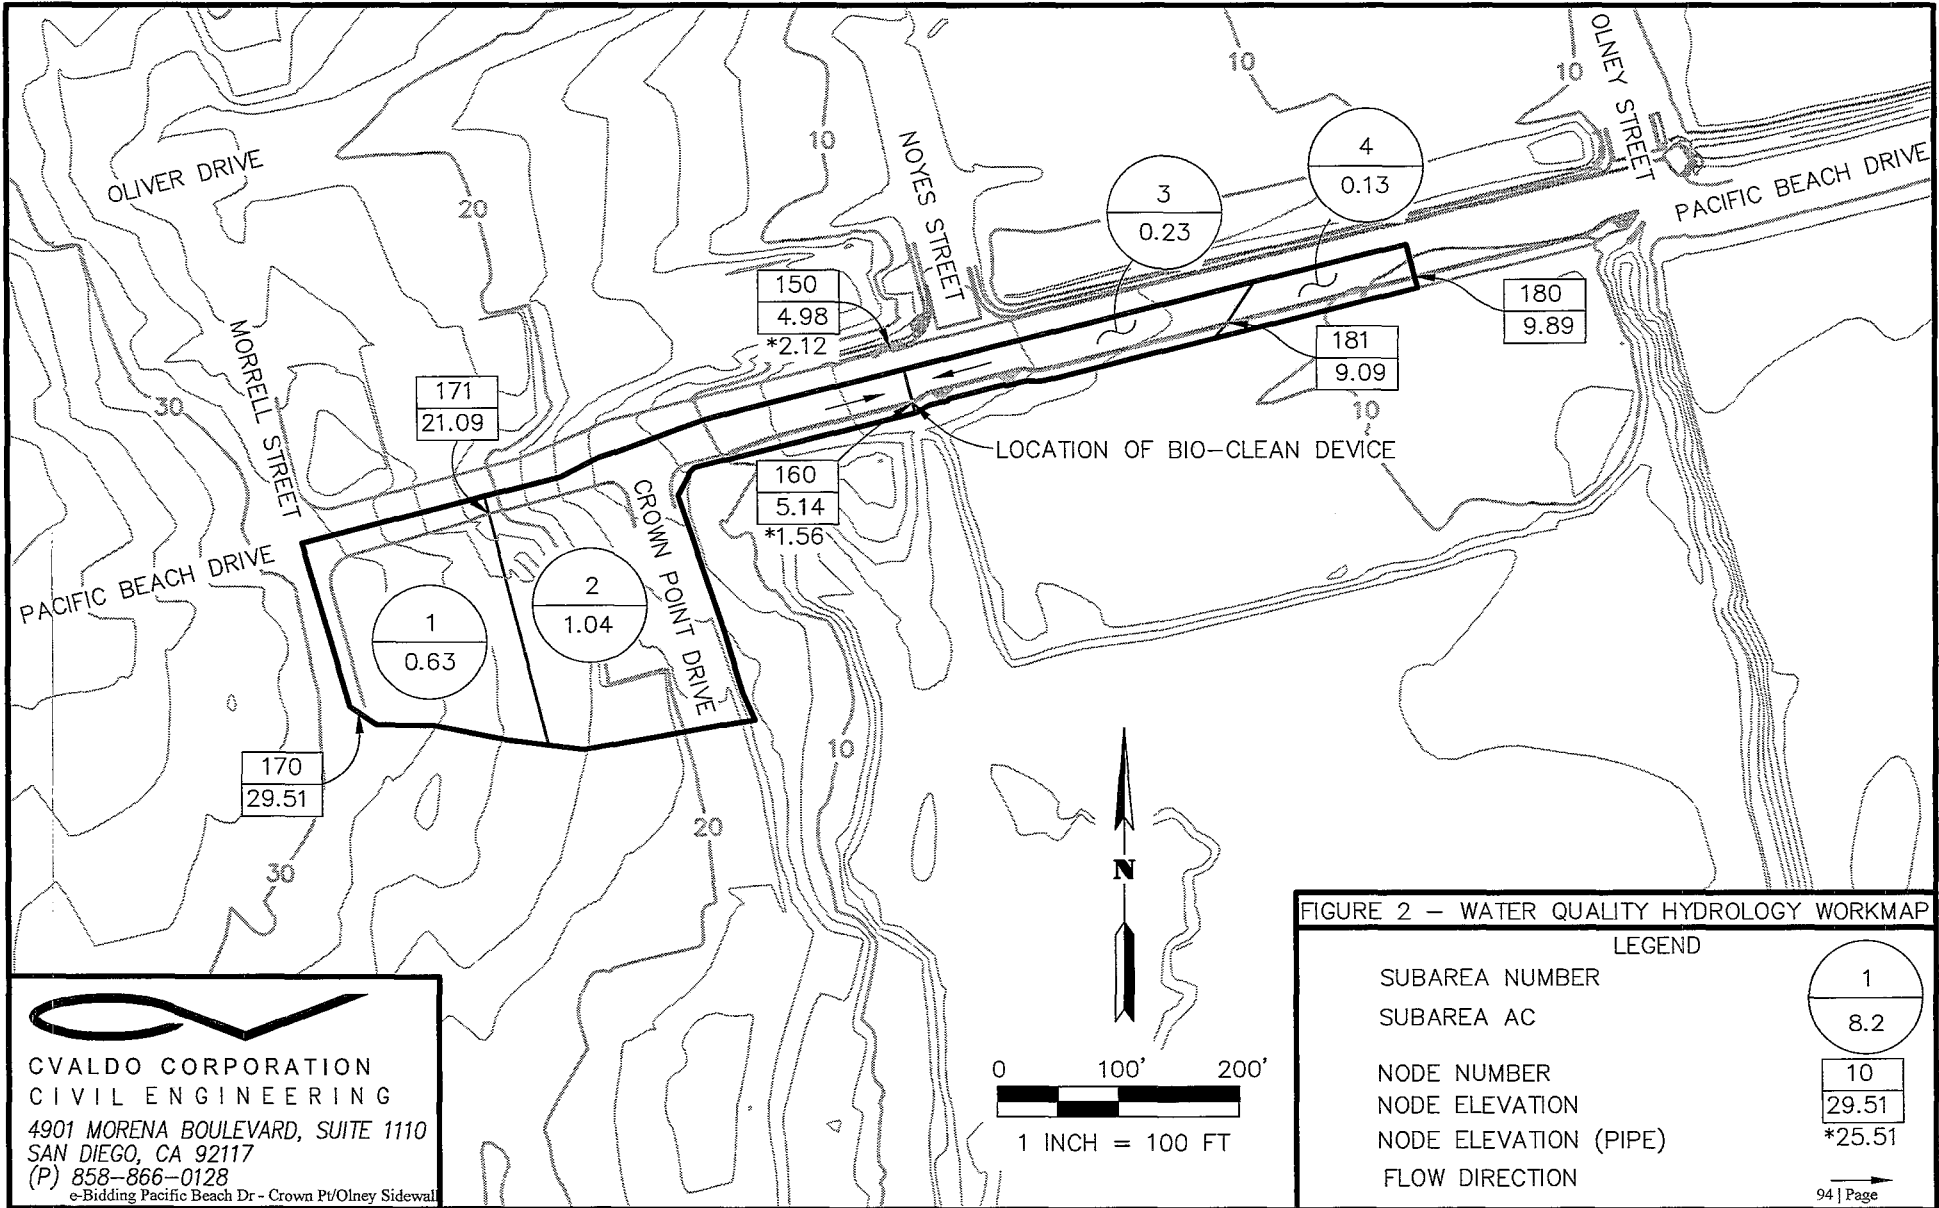 OLIVER DRIVE
MORRELL STREET
PACIFIC BEACH DRIVE
NOYES STREET
CROWN POINT DRIVE
OLNEY STREET
PACIFIC BEACH DRIVE
10
10
10
20
30
10
10
20
30
3
0.23
4
0.13
150
4.98
*2.12
180
9.89
181
9.09
171
21.09
LOCATION OF BIO-CLEAN DEVICE
160
5.14
*1.56
2
1.04
1
0.63
170
29.51
N
0 100' 200'
1 INCH = 100 FT
CVALDO CORPORATION
CIVIL ENGINEERING
4901 MORENA BOULEVARD, SUITE 1110
SAN DIEGO, CA 92117
(P) 858-866-0128
e-Bidding Pacific Beach Dr - Crown Pt/Olney Sidewall
FIGURE 2 - WATER QUALITY HYDROLOGY WORKMAP
LEGEND
SUBAREA NUMBER 1
SUBAREA AC 8.2
NODE NUMBER 10
NODE ELEVATION 29.51
NODE ELEVATION (PIPE) *25.51
FLOW DIRECTION
94 | Page